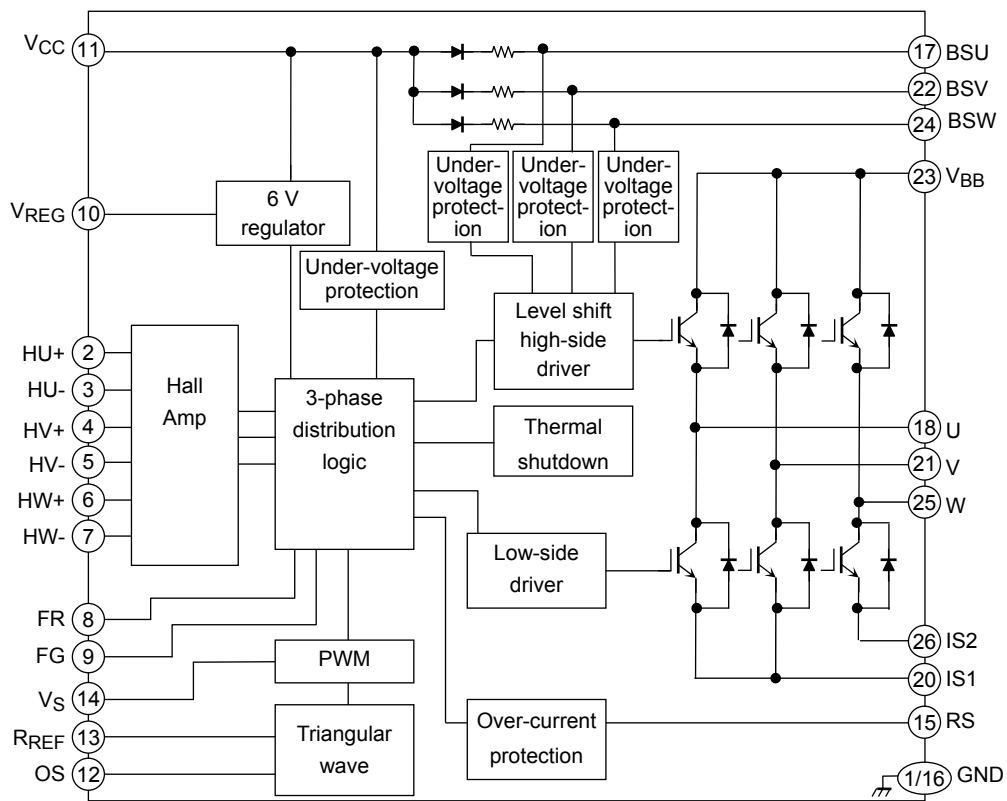 VCC 11
17 BSU
22 BSV
24 BSW
23 VBB
VREG 10
6 V
regulator
Under-voltage
protection
Under-
voltage
protect-
ion
Under-
voltage
protect-
ion
Under-
voltage
protect-
ion
Level shift
high-side
driver
HU+ 2
HU- 3
HV+ 4
HV- 5
HW+ 6
HW- 7
Hall
Amp
3-phase
distribution
logic
Thermal
shutdown
Low-side
driver
18 U
21 V
25 W
FR 8
FG 9
VS 14
RREF 13
OS 12
PWM
Triangular
wave
Over-current
protection
26 IS2
20 IS1
15 RS
1/16 GND